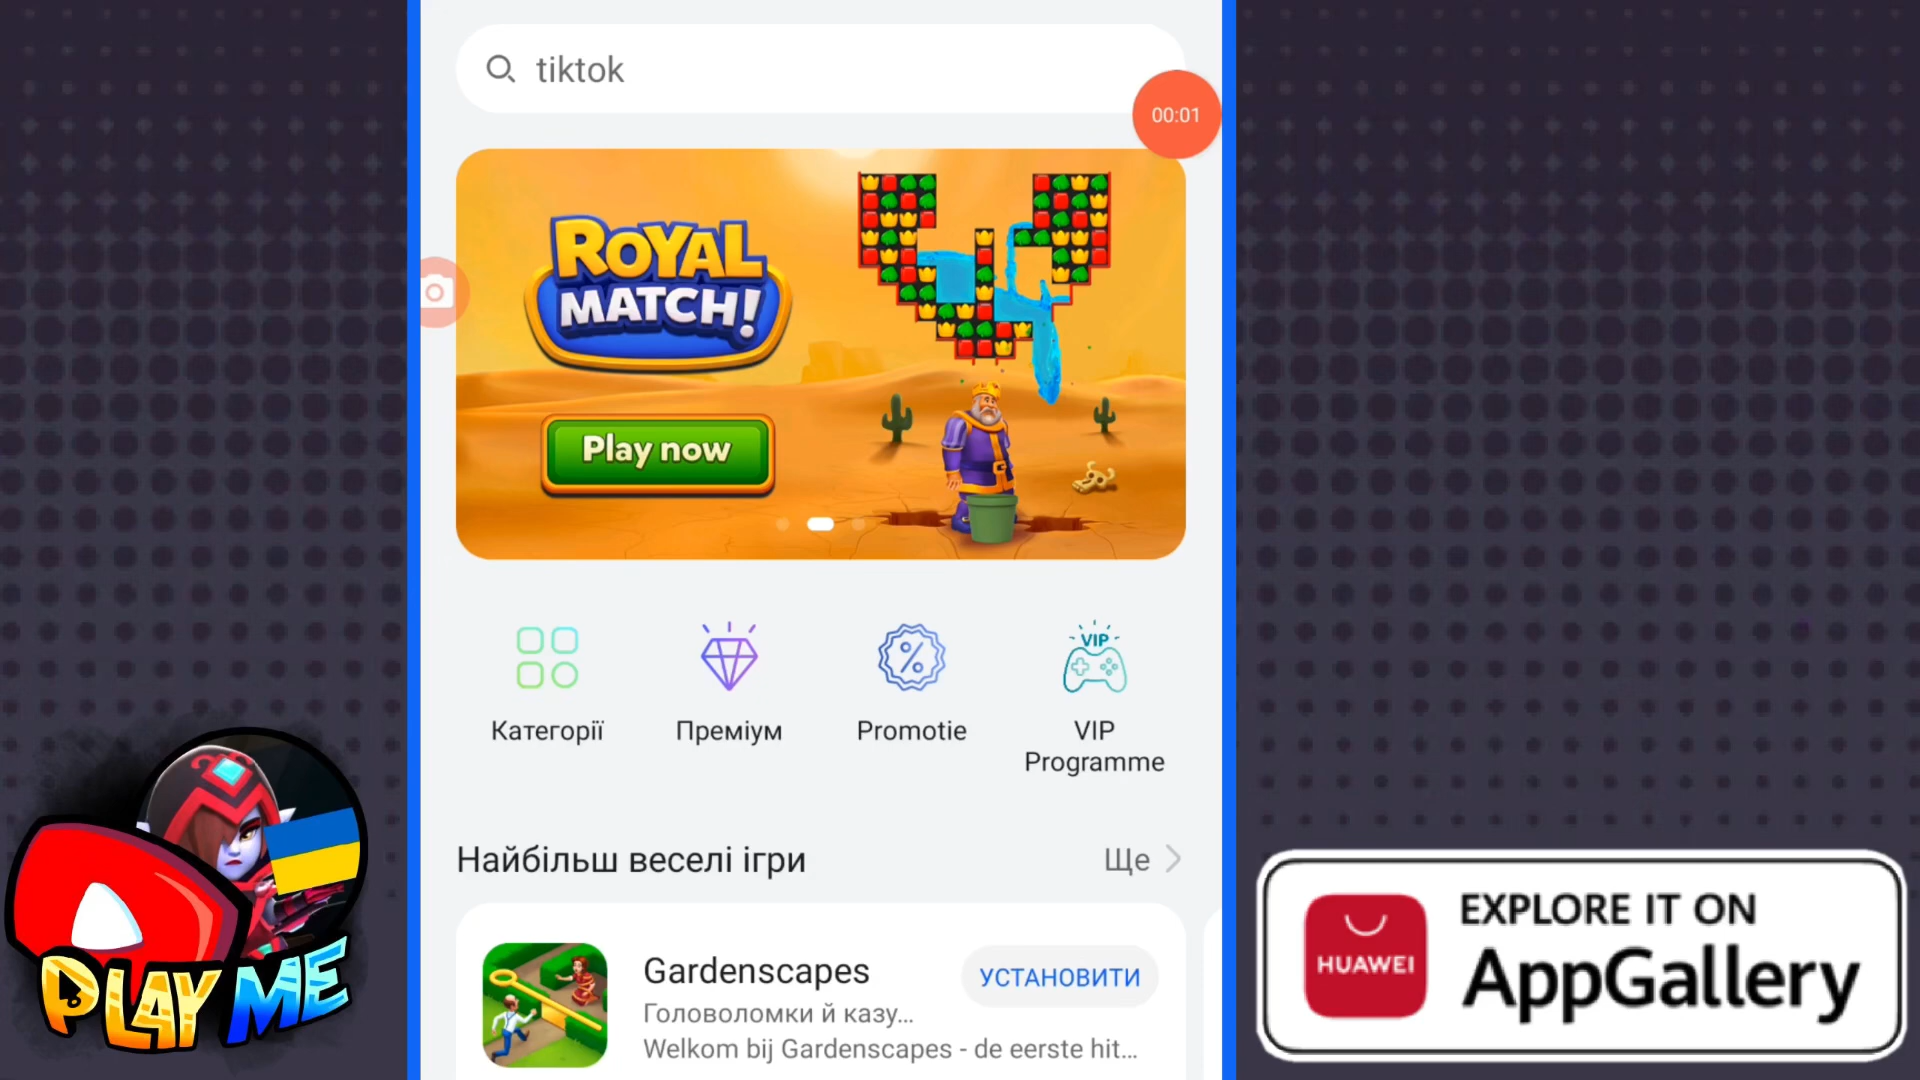 tiktok
00:01
ROYAL
MATCH!
Play now
VIP
Категорії
Преміум
Promotie
VIP
Programme
Найбільш веселі ігри
Ще
Gardenscapes
УСТАНОВИТИ
Головоломки й казу...
Welkom bij Gardenscapes - de eerste hit...
PLAY ME
EXPLORE IT ON
HUAWEI
AppGallery